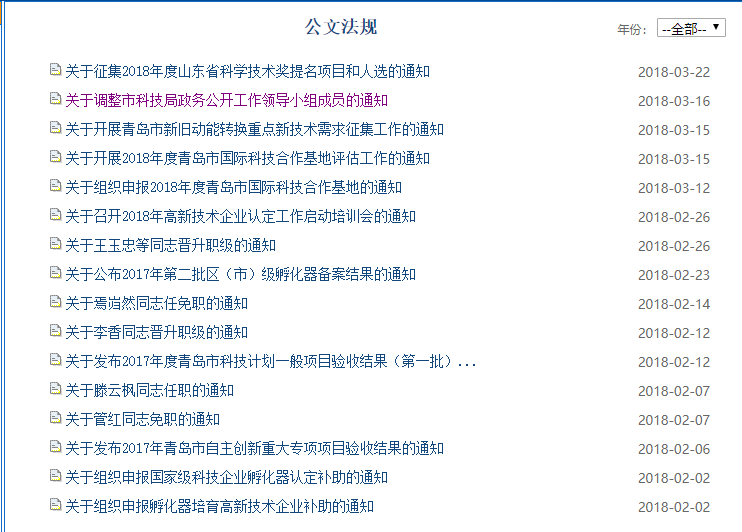 公文法规
年份: --全部--
关于征集2018年度山东省科学技术奖提名项目和人选的通知 2018-03-22
关于调整市科技局政务公开工作领导小组成员的通知 2018-03-16
关于开展青岛市新旧动能转换重点新技术需求征集工作的通知 2018-03-15
关于开展2018年度青岛市国际科技合作基地评估工作的通知 2018-03-15
关于组织申报2018年度青岛市国际科技合作基地的通知 2018-03-12
关于召开2018年高新技术企业认定工作启动培训会的通知 2018-02-26
关于王玉忠等同志晋升职级的通知 2018-02-26
关于公布2017年第二批区（市）级孵化器备案结果的通知 2018-02-23
关于焉岿然同志任免职的通知 2018-02-14
关于李香同志晋升职级的通知 2018-02-12
关于发布2017年度青岛市科技计划一般项目验收结果（第一批）... 2018-02-12
关于滕云枫同志任职的通知 2018-02-07
关于管红同志免职的通知 2018-02-07
关于发布2017年青岛市自主创新重大专项项目验收结果的通知 2018-02-06
关于组织申报国家级科技企业孵化器认定补助的通知 2018-02-02
关于组织申报孵化器培育高新技术企业补助的通知 2018-02-02